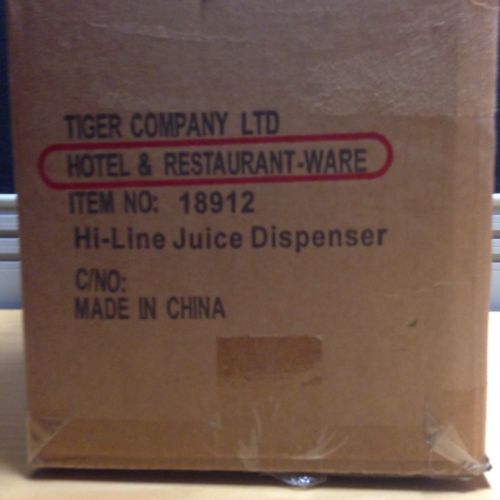 TIGER COMPANY LTD
HOTEL & RESTAURANT-WARE
ITEM NO: 18912
Hi-Line Juice Dispenser
C/NO:
MADE IN CHINA